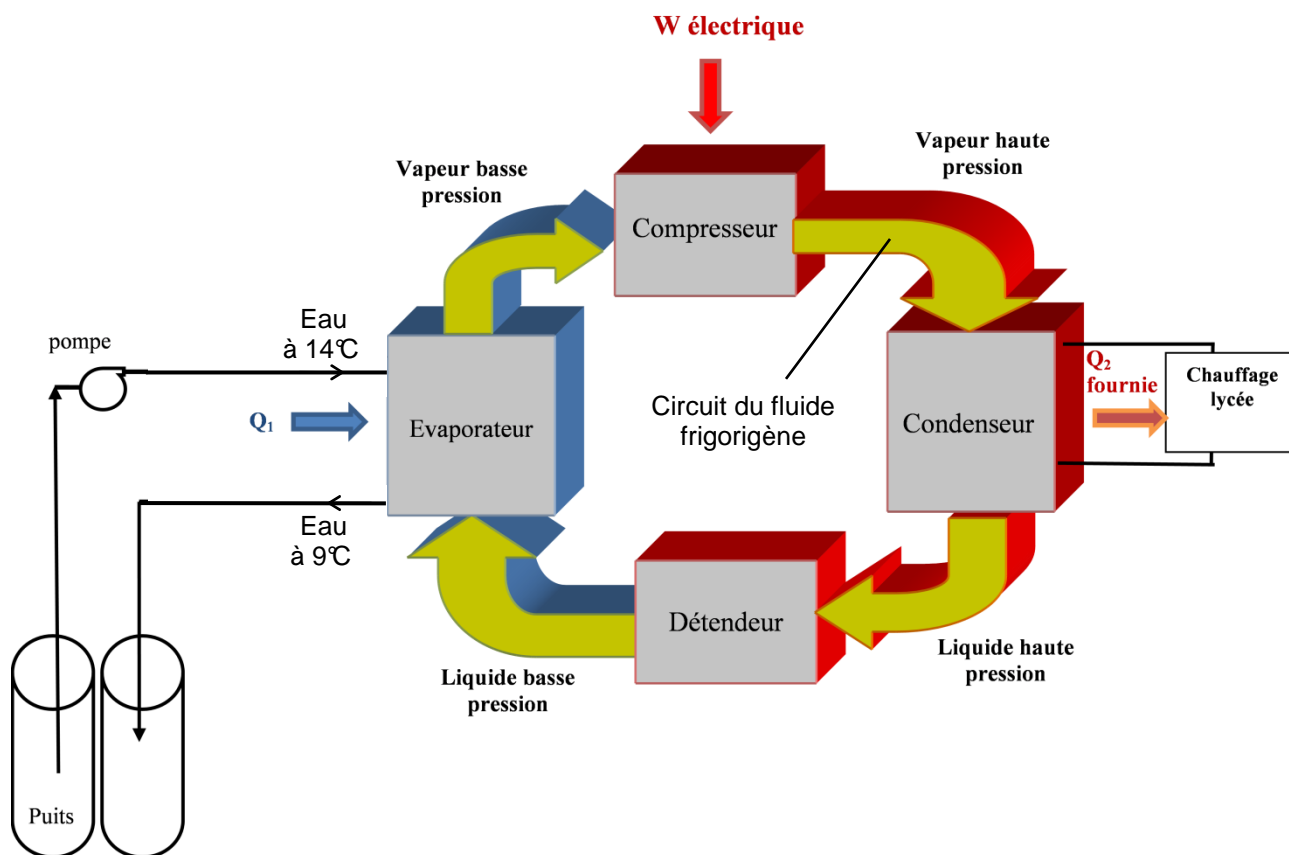 W électrique
Vapeur haute
pression
Vapeur basse
pression
Compresseur
Eau
à 14°C
pompe
Q1
Evaporateur
Circuit du fluide
frigorigène
Condenseur
Q2
fournie
Chauffage
lycée
Eau
à 9°C
Détendeur
Liquide basse
pression
Liquide haute
pression
Puits